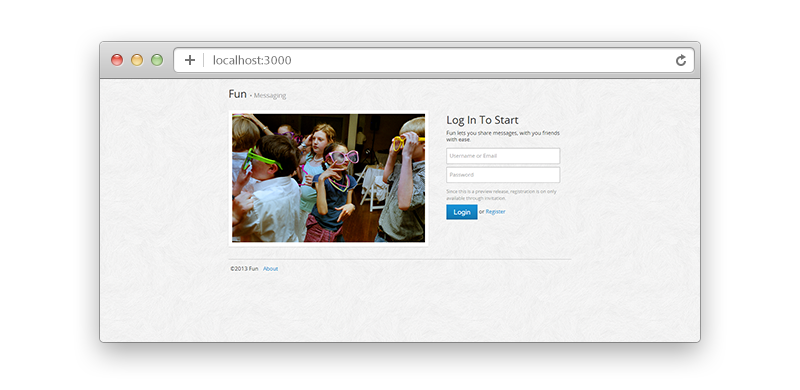 localhost:3000
Fun - Messaging
Log In To Start
Fun lets you share messages, with you friends
with ease.
Username or Email
Password
Since this is a preview release, registration is on only
available through invitation.
Login or Register
©2013 Fun About